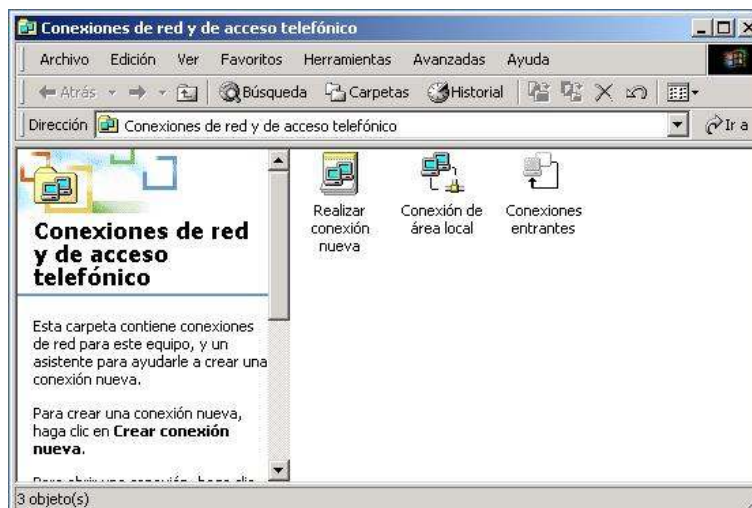 Conexiones de red y de acceso telefónico
Archivo Edición Ver Favoritos Herramientas Avanzadas Ayuda
Atrás Búsqueda Carpetas Historial
Dirección Conexiones de red y de acceso telefónico Ir a
Conexiones de red
y de acceso
telefónico
Esta carpeta contiene conexiones
de red para este equipo, y un
asistente para ayudarle a crear una
conexión nueva.
Para crear una conexión nueva,
haga clic en Crear conexión
nueva.
Realizar
conexión
nueva
Conexión de
área local
Conexiones
entrantes
3 objeto(s)